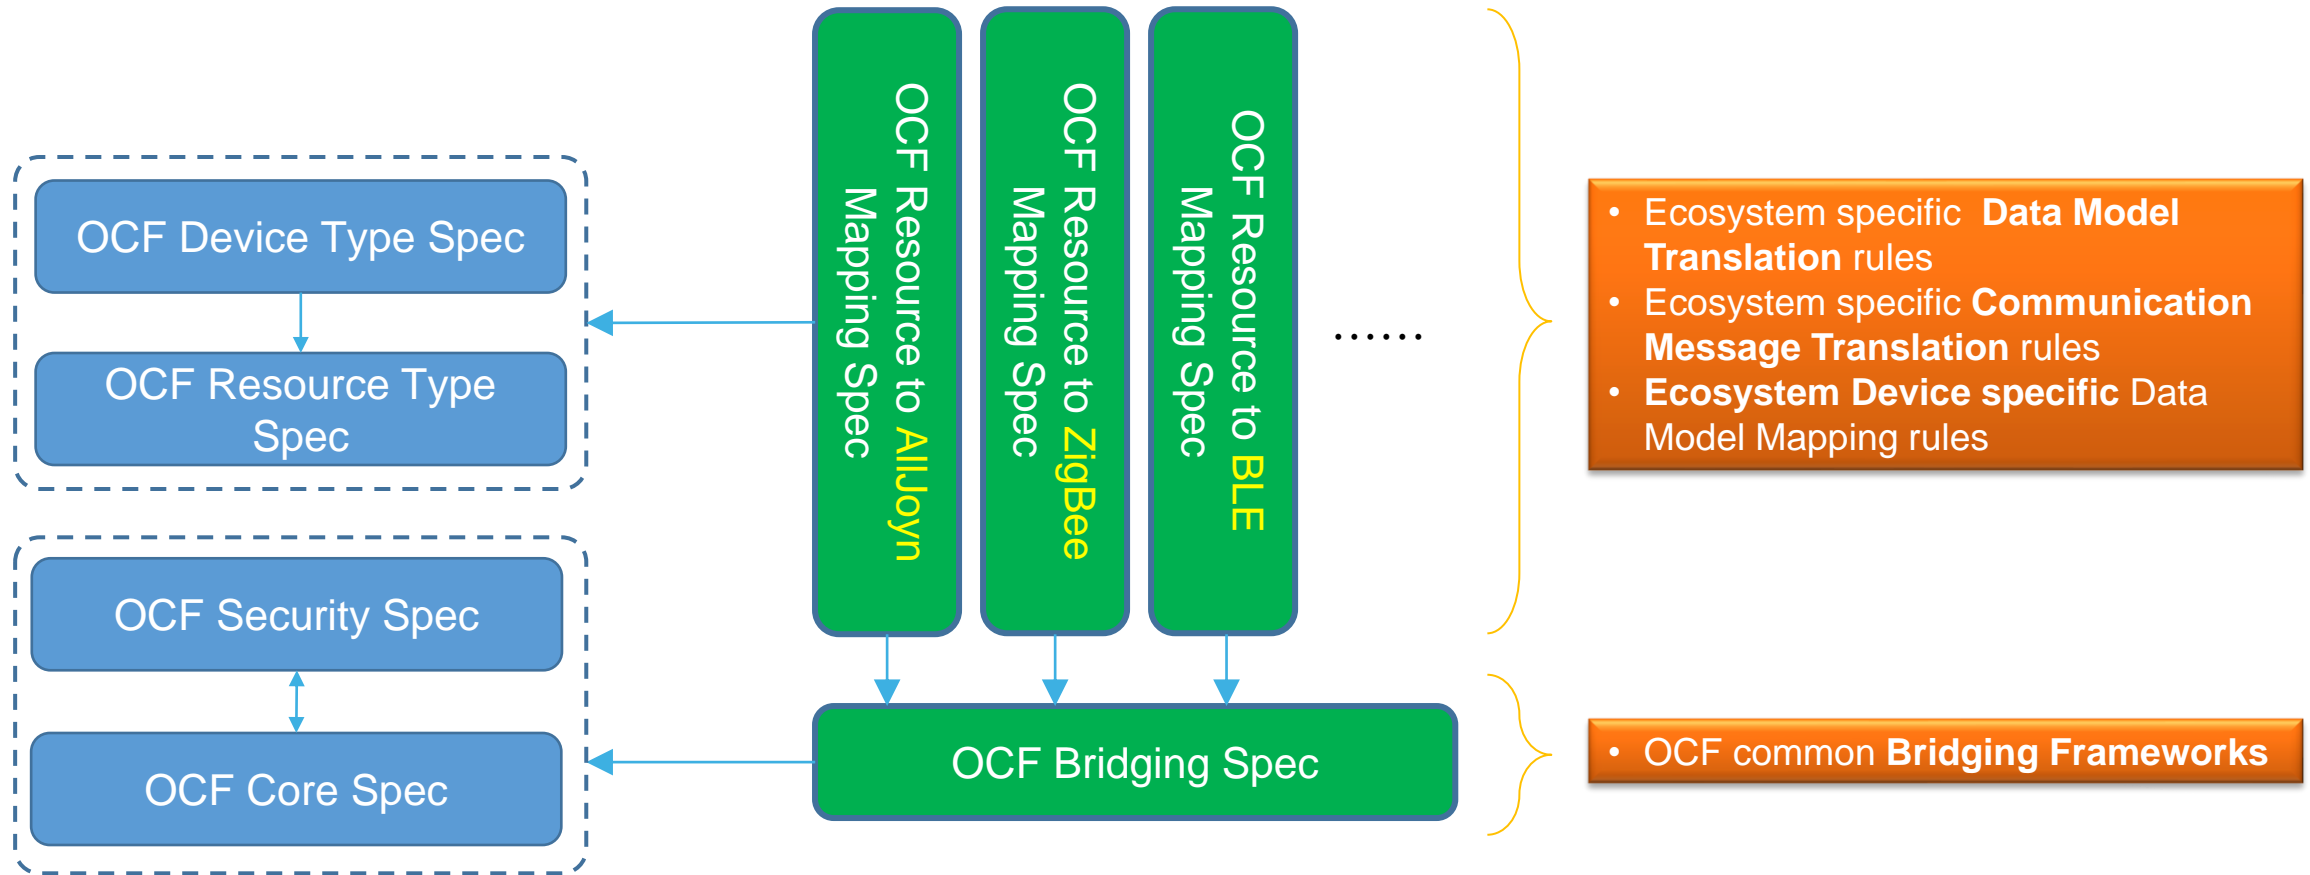 OCF Device Type Spec
OCF Resource Type
Spec
OCF Security Spec
OCF Core Spec
OCF Resource to AllJoyn
Mapping Spec
OCF Resource to ZigBee
Mapping Spec
OCF Resource to BLE
Mapping Spec
......
OCF Bridging Spec
• Ecosystem specific Data Model
Translation rules
• Ecosystem specific Communication
Message Translation rules
• Ecosystem Device specific Data
Model Mapping rules
• OCF common Bridging Frameworks